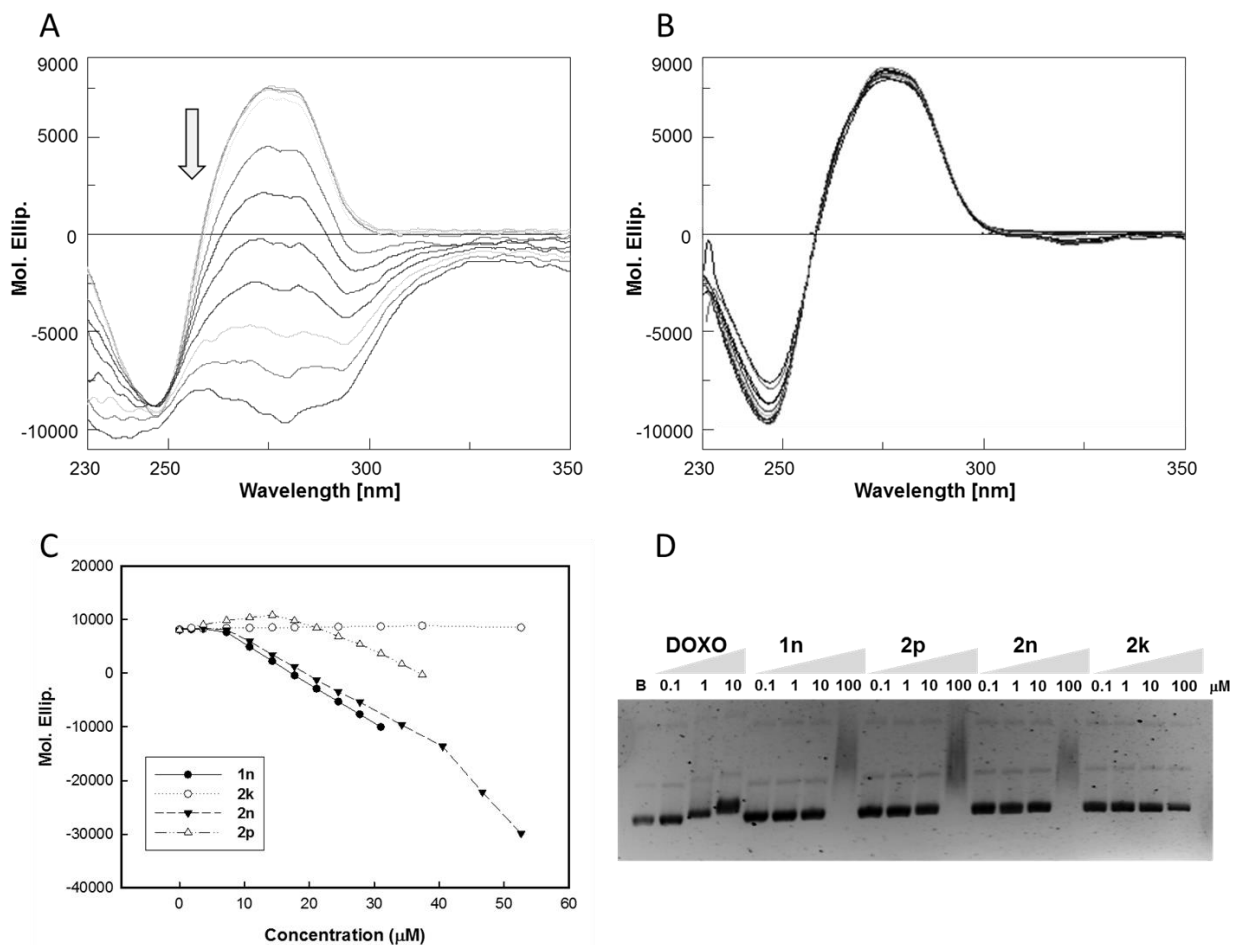 A
9000
5000
0
-5000
-10000
Mol. Ellip.
230 250 300 350
Wavelength [nm]
B
9000
5000
0
-5000
-10000
Mol. Ellip.
230 250 300 350
Wavelength [nm]
C
20000
10000
0
-10000
-20000
-30000
-40000
Mol. Ellip.
1n
2k
2n
2p
0 10 20 30 40 50 60
Concentration (μM)
D
DOXO 1n 2p 2n 2k
B 0.1 1 10 0.1 1 10 100 0.1 1 10 100 0.1 1 10 100 0.1 1 10 100 μM